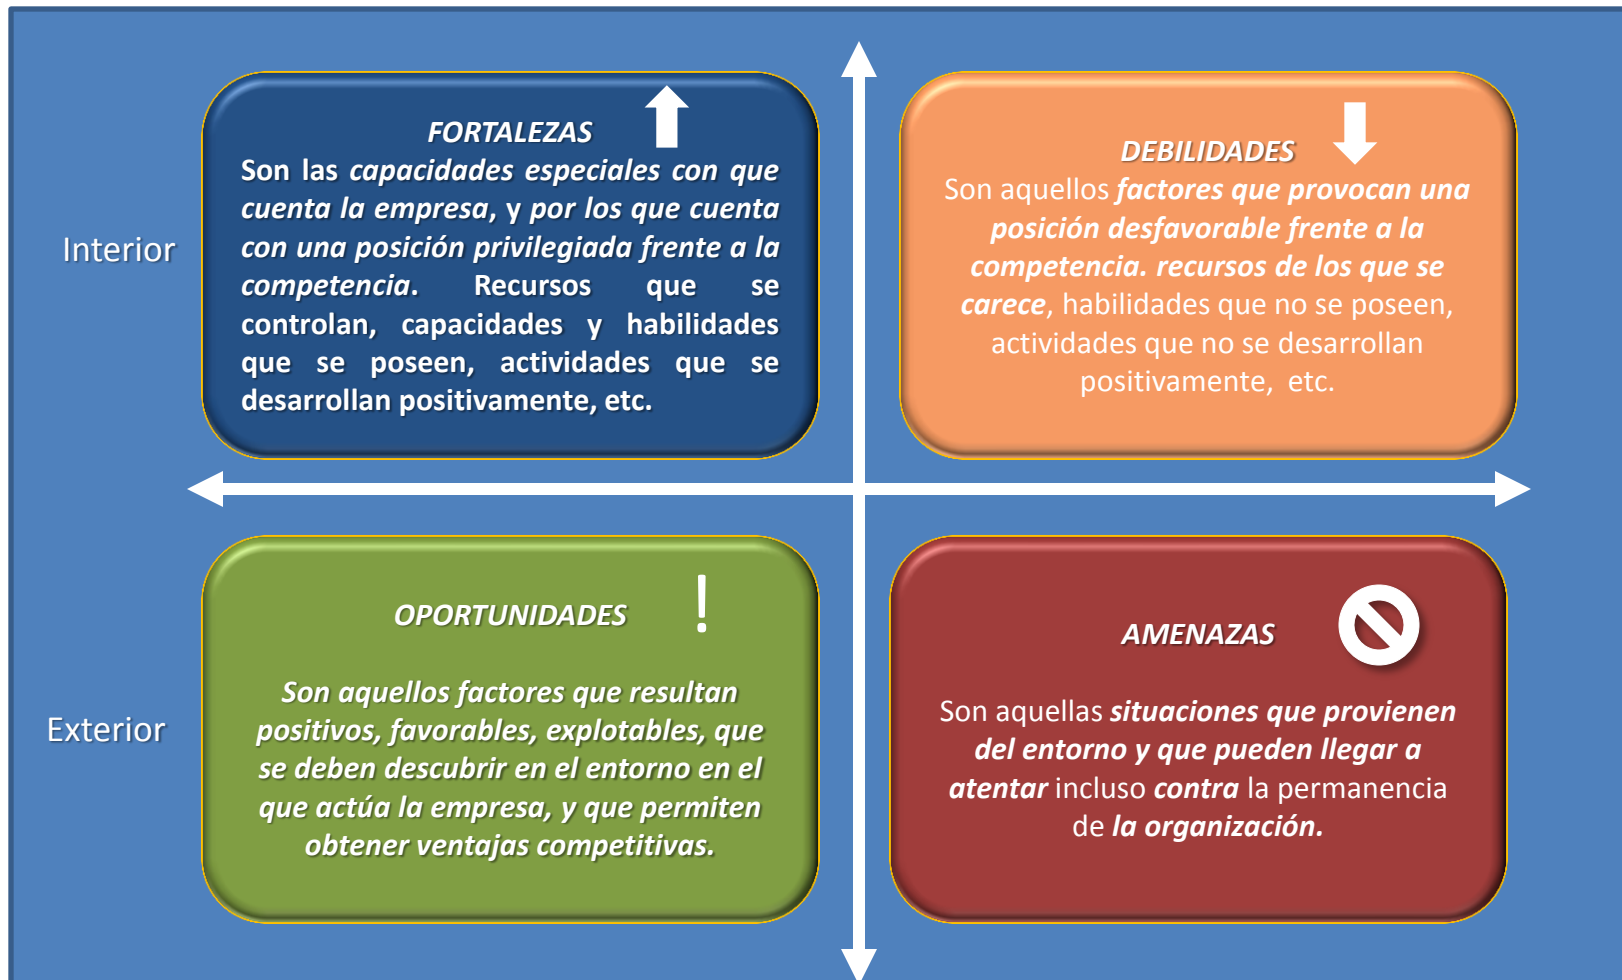 FORTALEZAS
Son las capacidades especiales con que
cuenta la empresa, y por los que cuenta
con una posición privilegiada frente a la
competencia. Recursos que se
controlan, capacidades y habilidades
que se poseen, actividades que se
desarrollan positivamente, etc.
DEBILIDADES
Son aquellos factores que provocan una
posición desfavorable frente a la
competencia. recursos de los que se
carece, habilidades que no se poseen,
actividades que no se desarrollan
positivamente, etc.
Interior
OPORTUNIDADES !
Son aquellos factores que resultan
positivos, favorables, explotables, que
se deben descubrir en el entorno en el
que actúa la empresa, y que permiten
obtener ventajas competitivas.
AMENAZAS
Son aquellas situaciones que provienen
del entorno y que pueden llegar a
atentar incluso contra la permanencia
de la organización.
Exterior